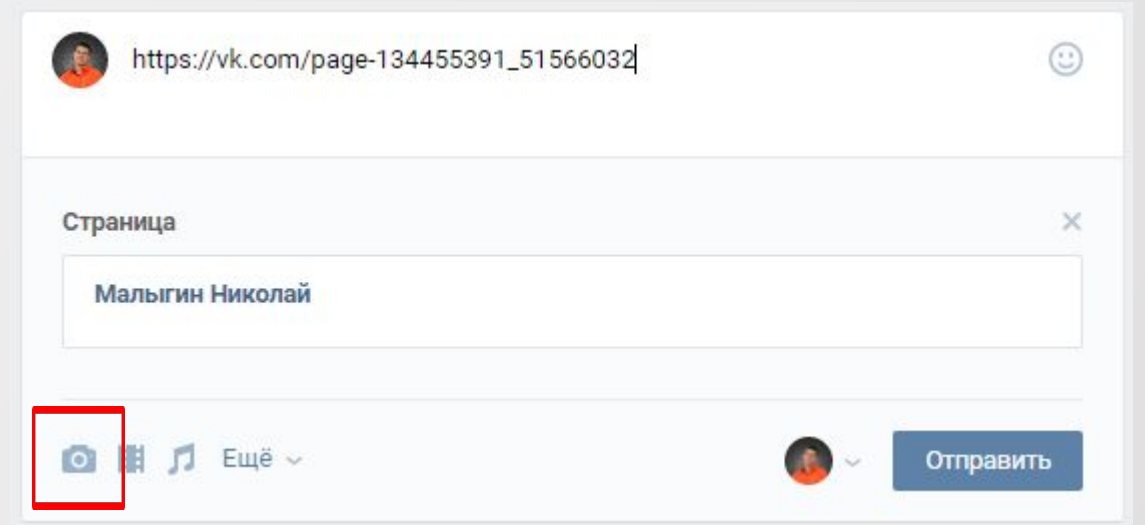 https://vk.com/page-134455391_51566032
Страница
Малыгин Николай
Ещё
Отправить